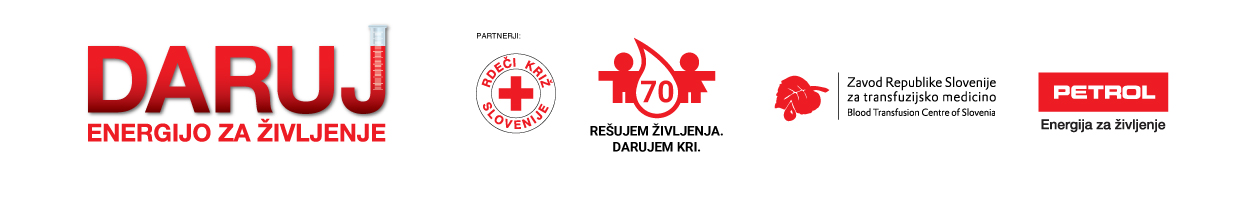 DARUJ
ENERGIJO ZA ŽIVLJENJE
PARTNERJI:
RDEČI KRIŽ
SLOVENIJE
70
REŠUJEM ŽIVLJENJA.
DARUJEM KRI.
Zavod Republike Slovenije
za transfuzijsko medicino
Blood Transfusion Centre of Slovenia
PETROL
Energija za življenje